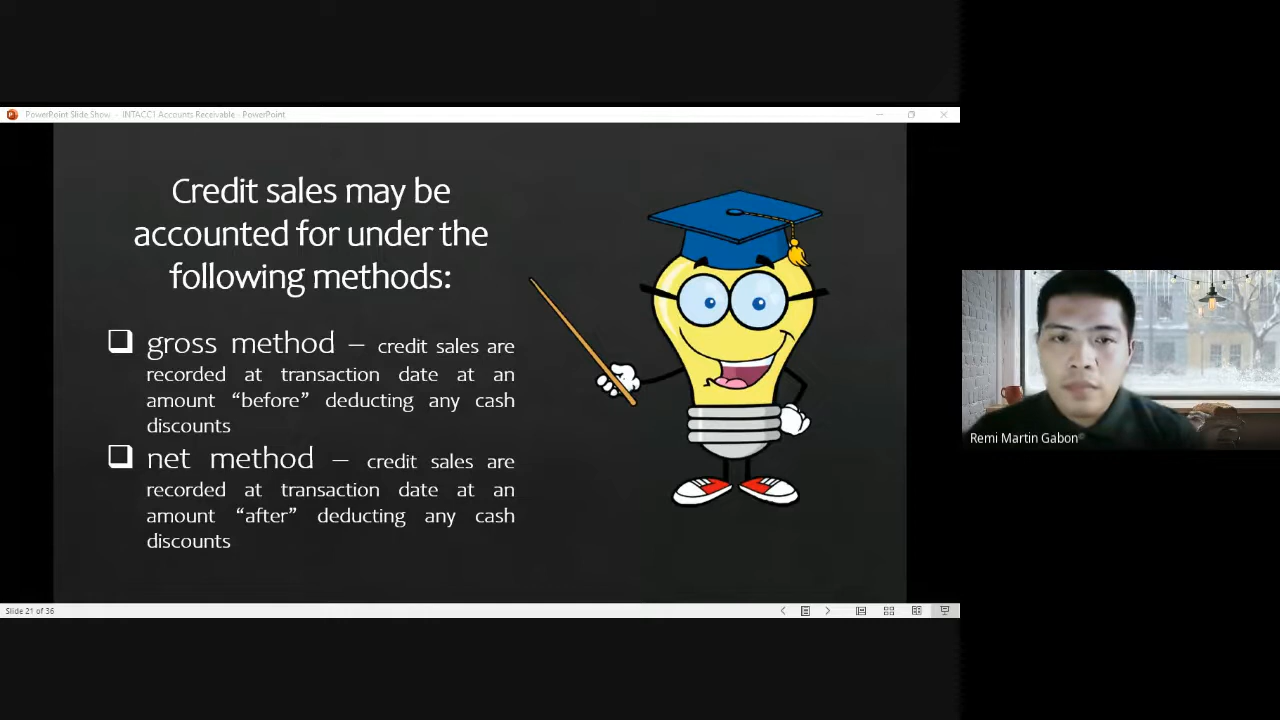 PowerPoint Slide Show - INTACC1 Accounts Receivable - PowerPoint
Credit sales may be
accounted for under the
following methods:
gross method – credit sales are
recorded at transaction date at an
amount “before” deducting any cash
discounts
net method – credit sales are
recorded at transaction date at an
amount “after” deducting any cash
discounts
Remi Martin Gabon
Slide 21 of 36